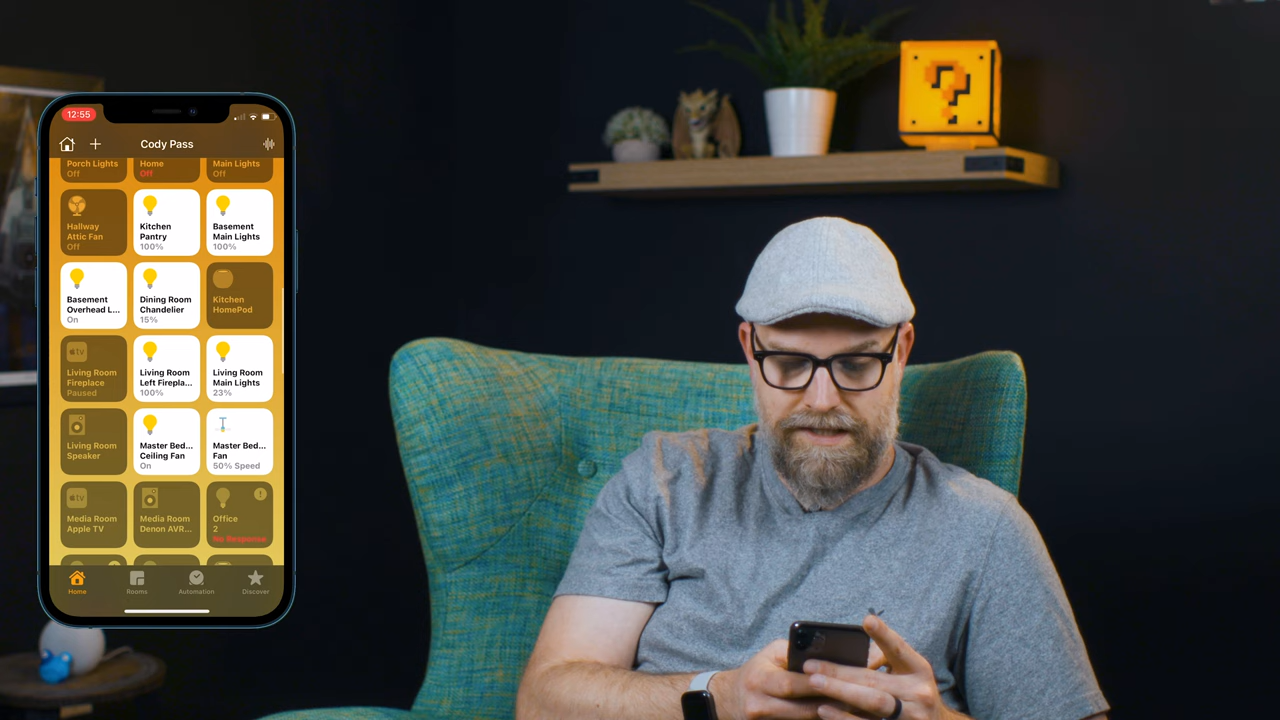 12:55
Cody Pass
Porch Lights
Off
Home
Off
Main Lights
Off
Hallway
Attic Fan
Off
Kitchen
Pantry
100%
Basement
Main Lights
100%
Basement
Overhead L...
On
Dining Room
Chandelier
15%
Kitchen
HomePod
tv
Living Room
Fireplace
Paused
Living Room
Left Firepla...
100%
Living Room
Main Lights
23%
Living Room
Speaker
Master Bed...
Ceiling Fan
On
Master Bed...
Fan
50% Speed
tv
Media Room
Apple TV
Media Room
Denon AVR...
!
Office
2
No Response
Home
Rooms
Automation
Discover
?